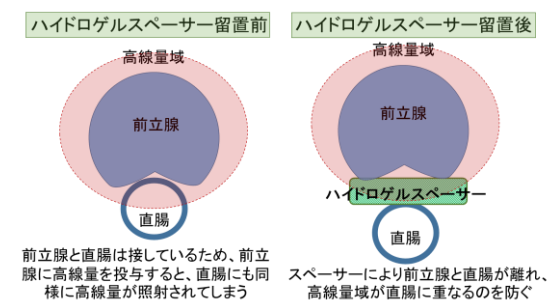 ハイドロゲルスペーサー留置前
高線量域
前立腺
直腸
前立腺と直腸は接しているため、前立
腺に高線量を投与すると、直腸にも同
様に高線量が照射されてしまう
ハイドロゲルスペーサー留置後
高線量域
前立腺
ハイドロゲルスペーサー
直腸
スペーサーにより前立腺と直腸が離れ、
高線量域が直腸に重なるのを防ぐ